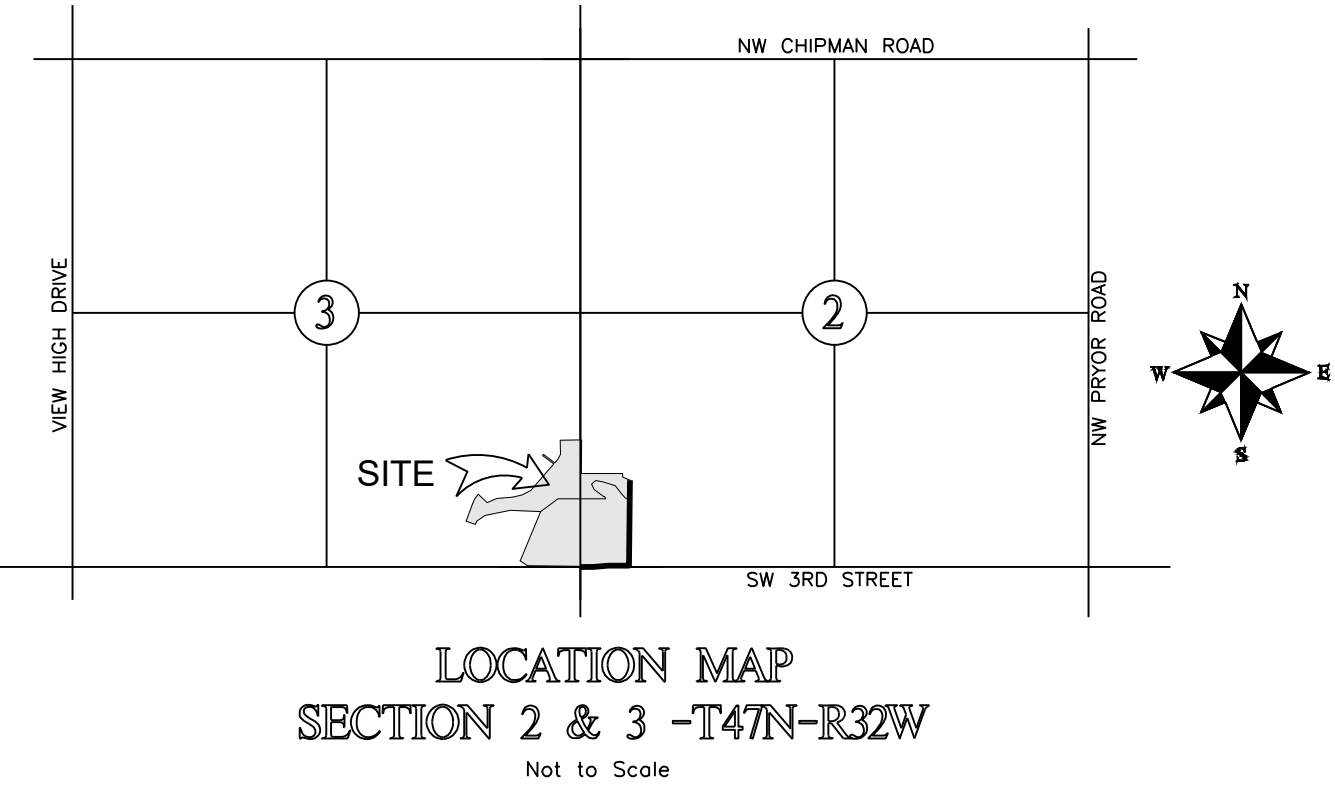 NW CHIPMAN ROAD
VIEW HIGH DRIVE
3
2
NW PRYOR ROAD
N
W
E
S
SITE
SW 3RD STREET
LOCATION MAP
SECTION 2 & 3 -T47N-R32W
Not to Scale